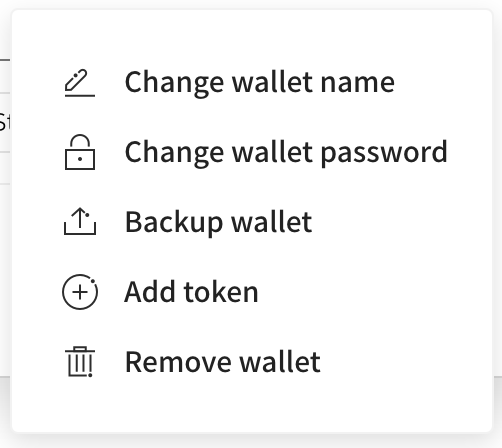 Change wallet name
Change wallet password
Backup wallet
Add token
Remove wallet